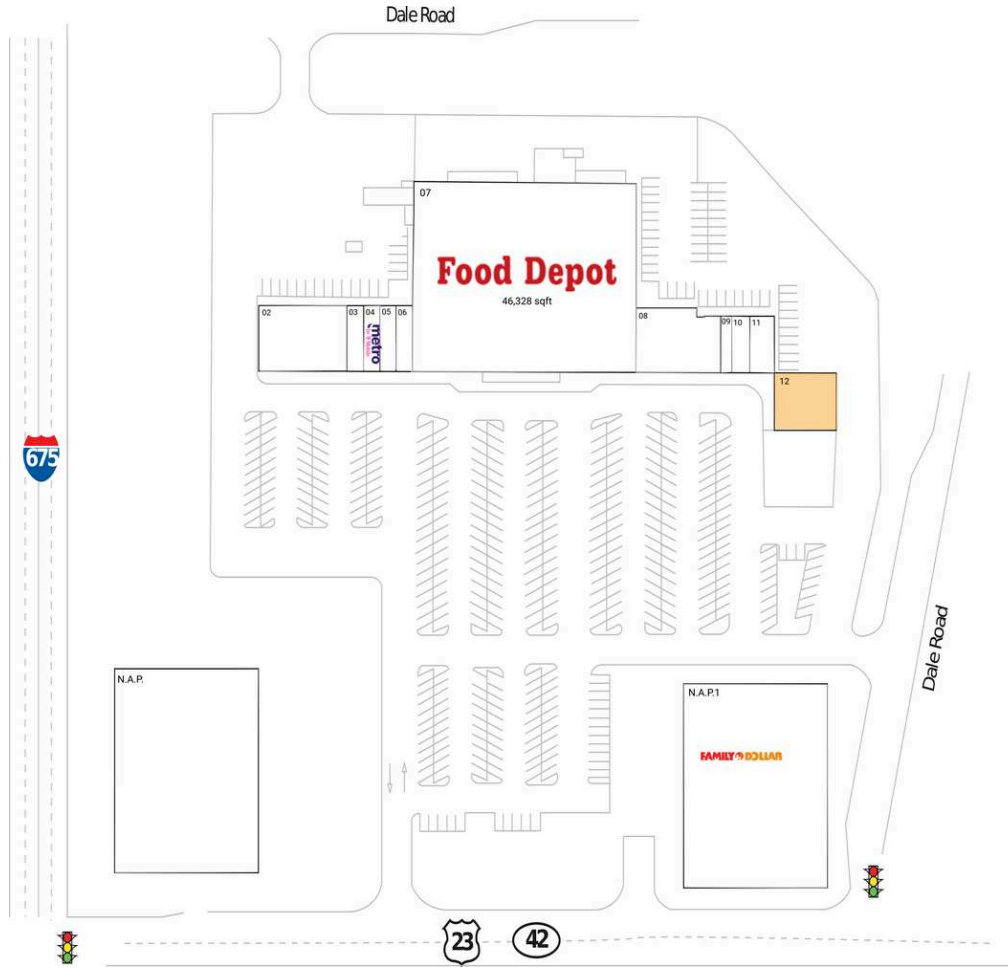 Dale Road
07
Food Depot
46,328 sqft
02
03
04
05
06
metro
08
09
10
11
12
675
Dale Road
N.A.P.
N.A.P.1
FAMILY DOLLAR
23
42